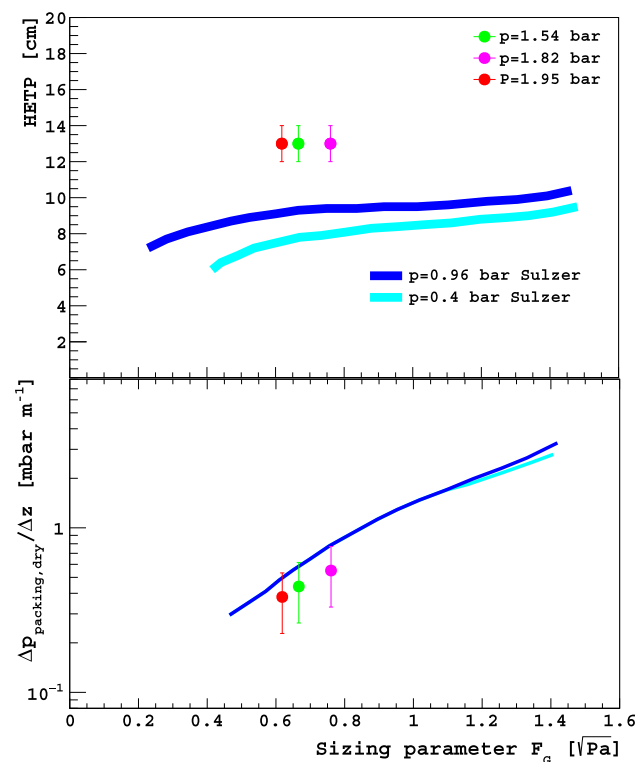 HETP [cm]
20
18
16
14
12
10
8
6
4
2
p=1.54 bar
p=1.82 bar
P=1.95 bar
p=0.96 bar Sulzer
p=0.4 bar Sulzer
Δp_packing,dry/Δz [mbar m⁻¹]
1
10⁻¹
0 0.2 0.4 0.6 0.8 1 1.2 1.4 1.6
Sizing parameter F_G [√Pa]